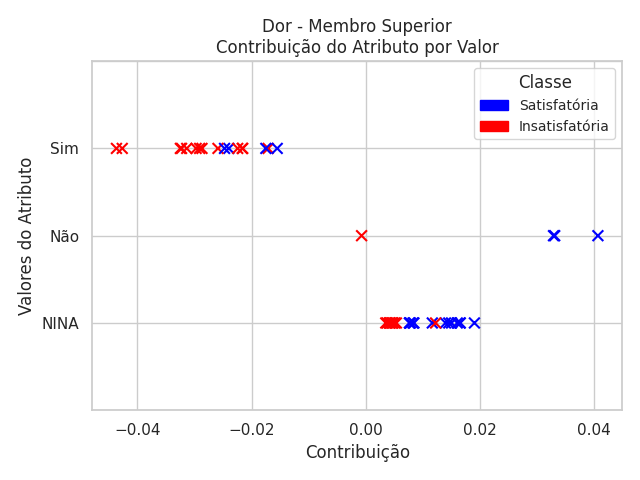 Dor - Membro Superior
Contribuição do Atributo por Valor
Classe
Satisfatória
Insatisfatória
Valores do Atributo
Sim
Não
NINA
−0.04
−0.02
0.00
0.02
0.04
Contribuição